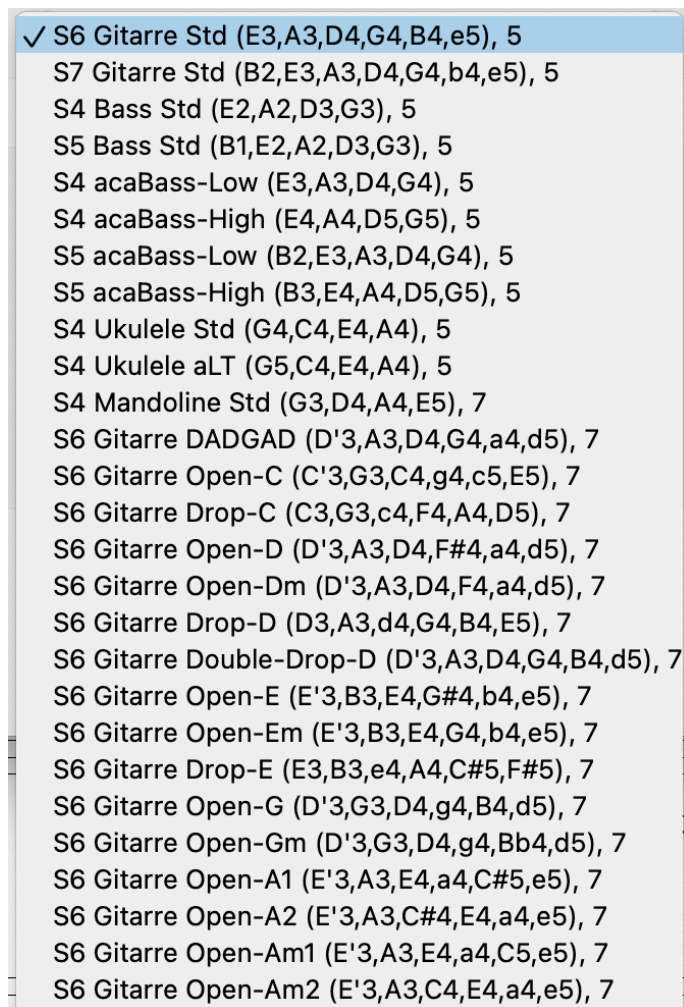 ✓ S6 Gitarre Std (E3,A3,D4,G4,B4,e5), 5
S7 Gitarre Std (B2,E3,A3,D4,G4,b4,e5), 5
S4 Bass Std (E2,A2,D3,G3), 5
S5 Bass Std (B1,E2,A2,D3,G3), 5
S4 acaBass-Low (E3,A3,D4,G4), 5
S4 acaBass-High (E4,A4,D5,G5), 5
S5 acaBass-Low (B2,E3,A3,D4,G4), 5
S5 acaBass-High (B3,E4,A4,D5,G5), 5
S4 Ukulele Std (G4,C4,E4,A4), 5
S4 Ukulele aLT (G5,C4,E4,A4), 5
S4 Mandoline Std (G3,D4,A4,E5), 7
S6 Gitarre DADGAD (D'3,A3,D4,G4,a4,d5), 7
S6 Gitarre Open-C (C'3,G3,C4,g4,c5,E5), 7
S6 Gitarre Drop-C (C3,G3,c4,F4,A4,D5), 7
S6 Gitarre Open-D (D'3,A3,D4,F#4,a4,d5), 7
S6 Gitarre Open-Dm (D'3,A3,D4,F4,a4,d5), 7
S6 Gitarre Drop-D (D3,A3,d4,G4,B4,E5), 7
S6 Gitarre Double-Drop-D (D'3,A3,D4,G4,B4,d5), 7
S6 Gitarre Open-E (E'3,B3,E4,G#4,b4,e5), 7
S6 Gitarre Open-Em (E'3,B3,E4,G4,b4,e5), 7
S6 Gitarre Drop-E (E3,B3,e4,A4,C#5,F#5), 7
S6 Gitarre Open-G (D'3,G3,D4,g4,B4,d5), 7
S6 Gitarre Open-Gm (D'3,G3,D4,g4,Bb4,d5), 7
S6 Gitarre Open-A1 (E'3,A3,E4,a4,C#5,e5), 7
S6 Gitarre Open-A2 (E'3,A3,C#4,E4,a4,e5), 7
S6 Gitarre Open-Am1 (E'3,A3,E4,a4,C5,e5), 7
S6 Gitarre Open-Am2 (E'3,A3,C4,E4,a4,e5), 7